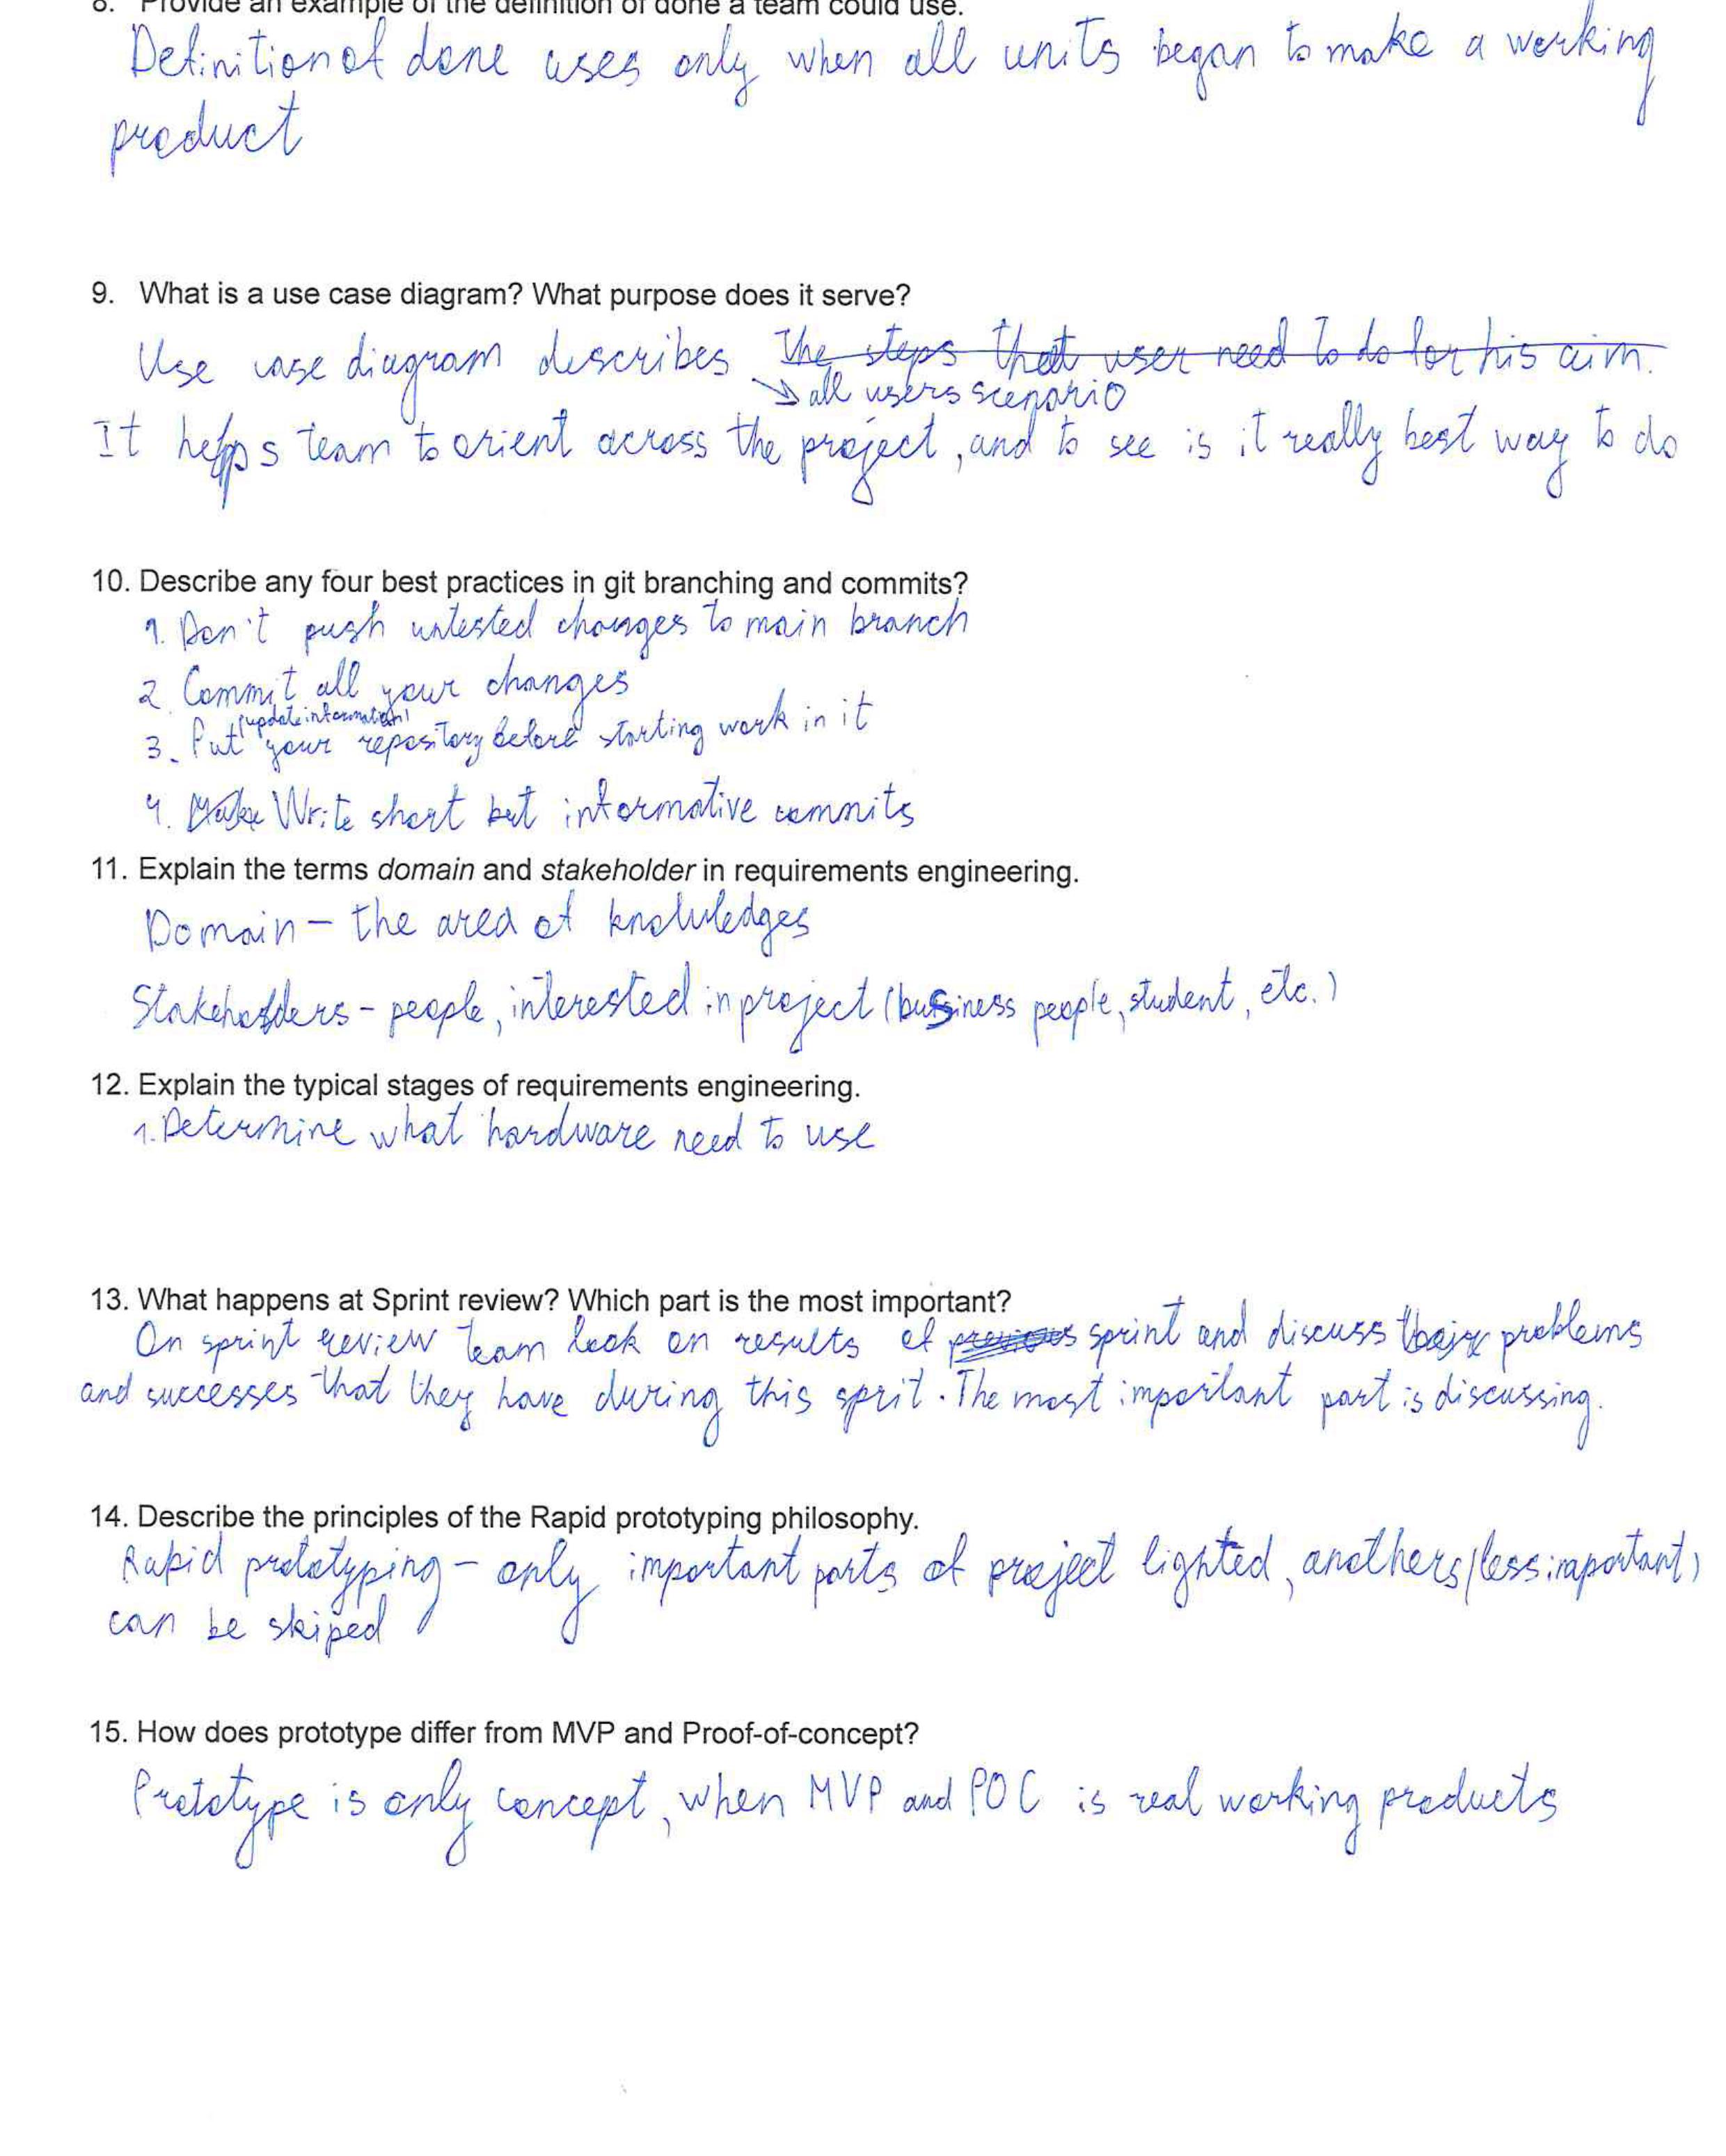 8. Provide an example of the definition of done a team could use.
Definition of done uses only when all units began to make a working
product
9. What is a use case diagram? What purpose does it serve?
Use case diagram describes the steps that user need to do for his aim.
all users scenario
It helps team to orient across the project, and to see is it really best way to do
10. Describe any four best practices in git branching and commits?
1. Don't push untested changes to main branch
2. Commit all your changes
(update information)
3. Put your repository before starting work in it
4. Make Write short but informative commits
11. Explain the terms domain and stakeholder in requirements engineering.
Domain - the area of knowledges
Stakeholders - people, interested in project (business people, student, etc.)
12. Explain the typical stages of requirements engineering.
1. Determine what hardware need to use
13. What happens at Sprint review? Which part is the most important?
On sprint review team look on results of previous sprint and discuss their problems
and successes that they have during this sprit. The most important part is discussing.
14. Describe the principles of the Rapid prototyping philosophy.
Rapid prototyping - only important parts of project lighted, anothers (less important)
can be skiped
15. How does prototype differ from MVP and Proof-of-concept?
Prototype is only concept, when MVP and POC is real working products